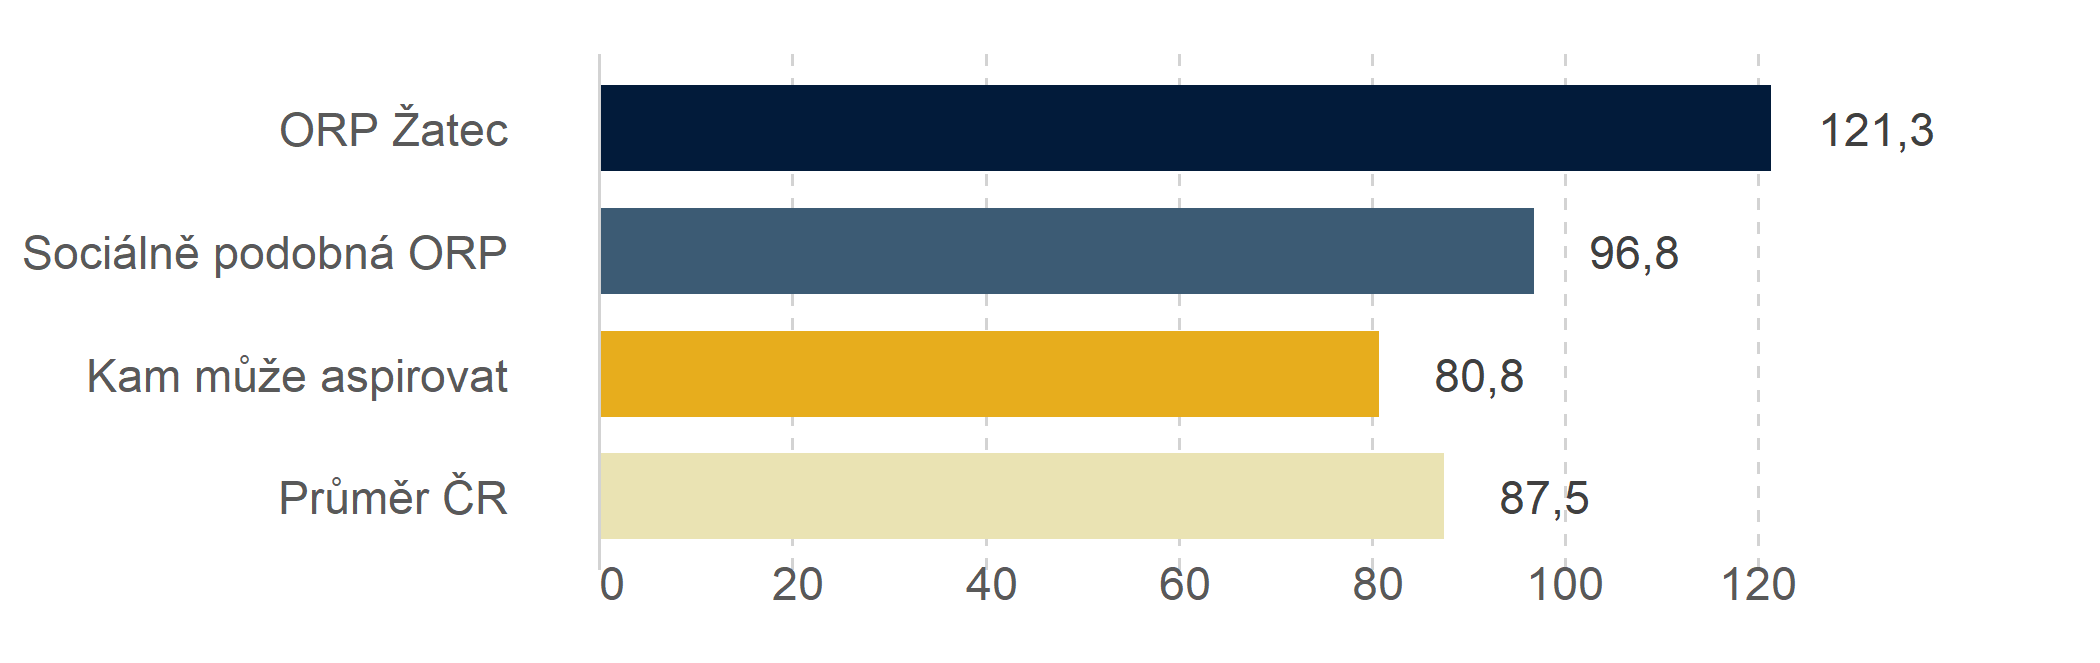 ORP Žatec 121,3
Sociálně podobná ORP 96,8
Kam může aspirovat 80,8
Průměr ČR 87,5
0 20 40 60 80 100 120